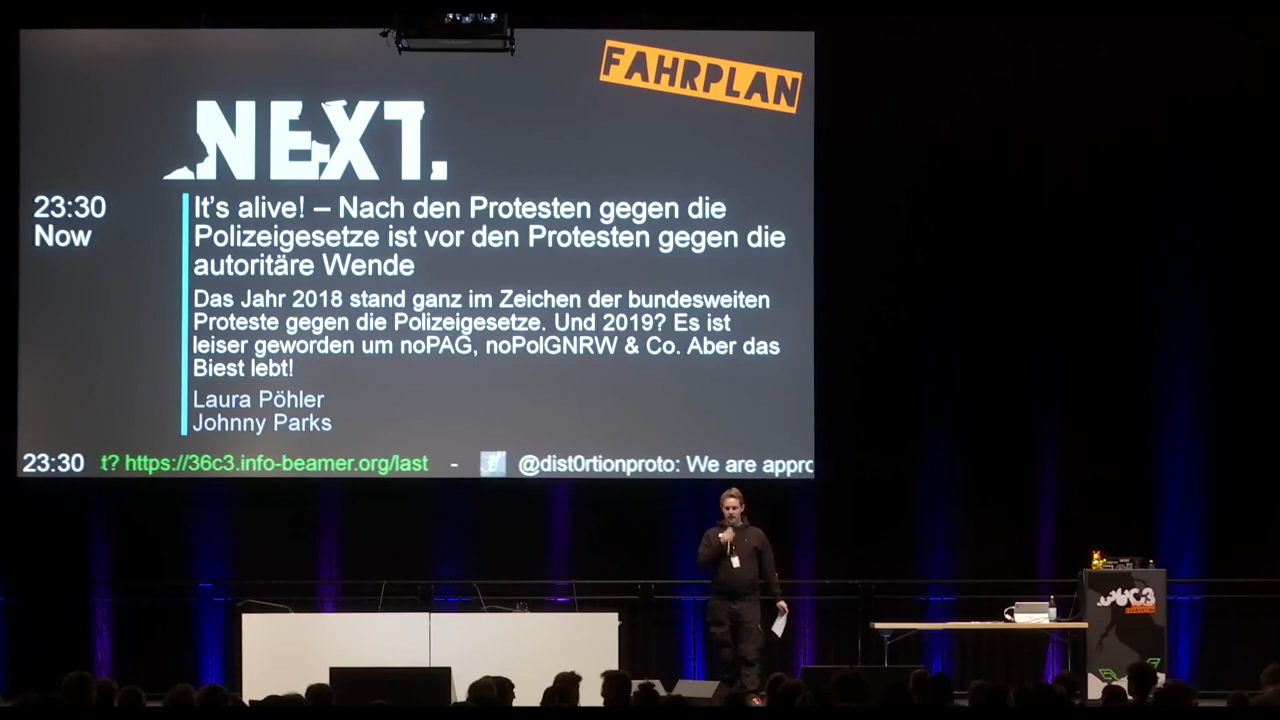 FAHRPLAN
NEXT.
23:30
Now
It's alive! – Nach den Protesten gegen die
Polizeigesetze ist vor den Protesten gegen die
autoritäre Wende
Das Jahr 2018 stand ganz im Zeichen der bundesweiten
Proteste gegen die Polizeigesetze. Und 2019? Es ist
leiser geworden um noPAG, noPolGNRW & Co. Aber das
Biest lebt!
Laura Pöhler
Johnny Parks
23:30 t? https://36c3.info-beamer.org/last - @dist0rtionproto: We are appro